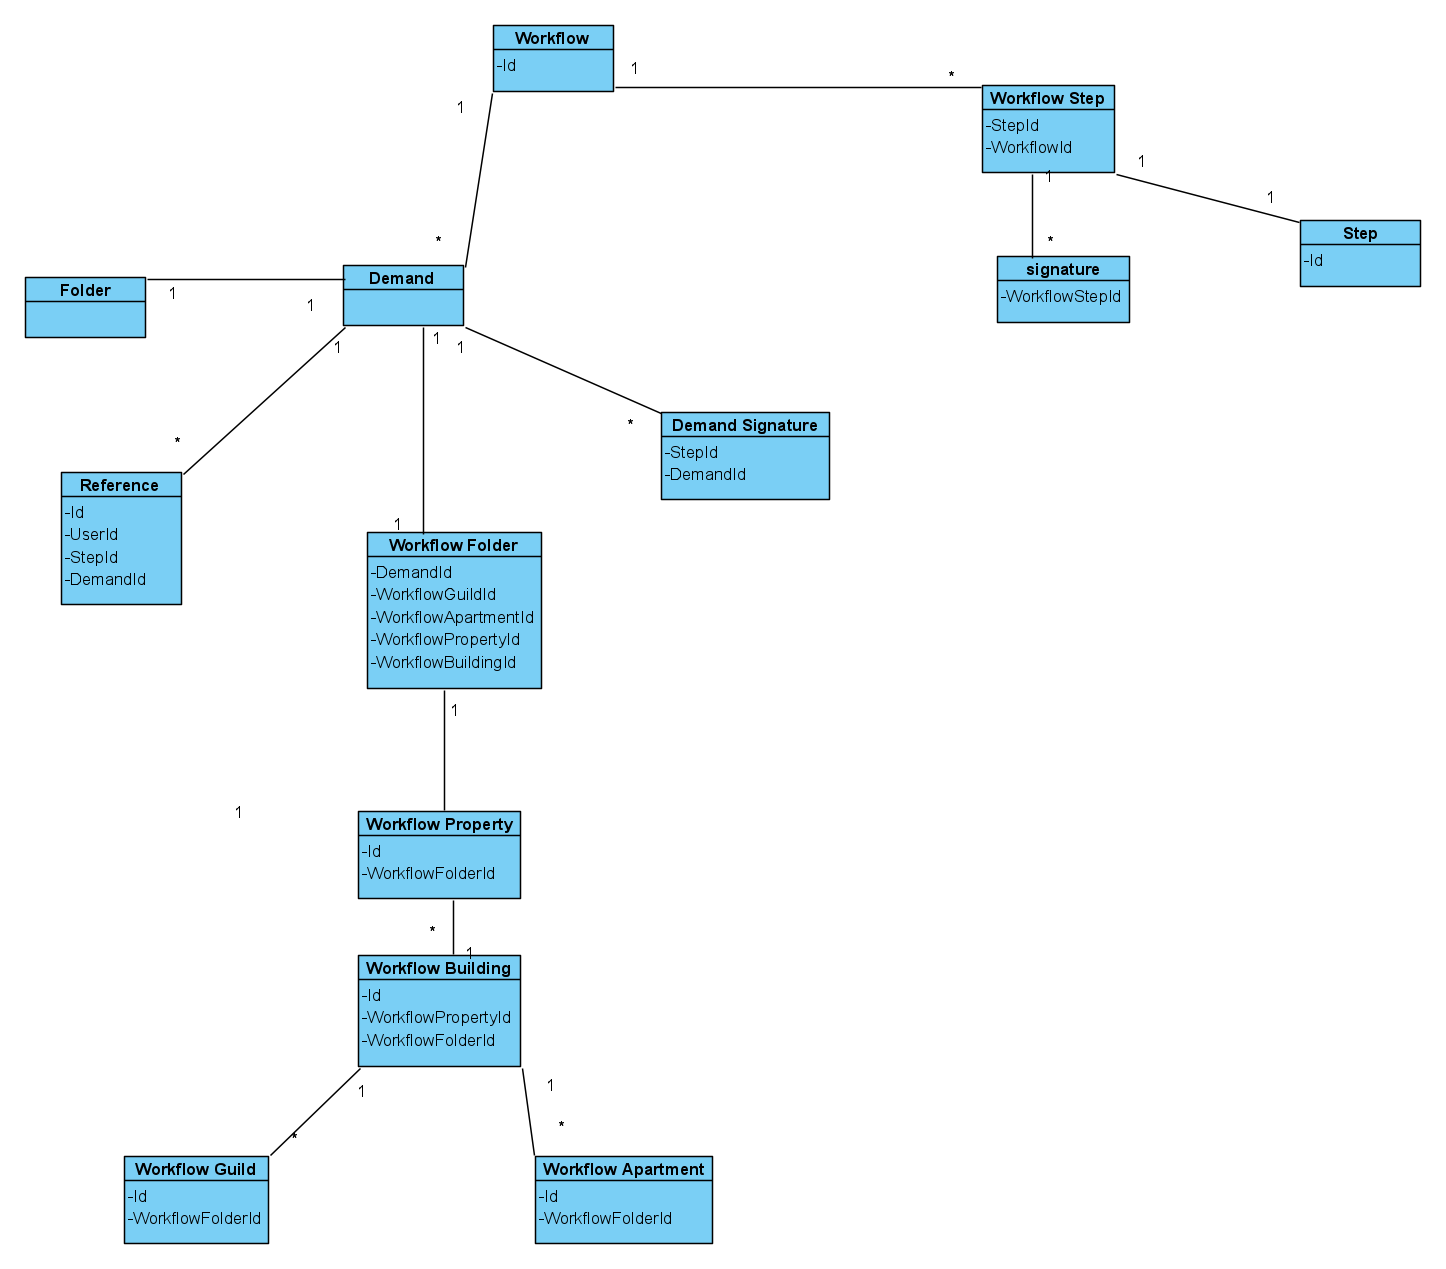 Workflow
-Id
1
*
1
Workflow Step
-StepId
-WorkflowId
1
1
1
Step
-Id
*
signature
-WorkflowStepId
*
Demand
Folder
1
1
1
1
1
*
Demand Signature
-StepId
-DemandId
*
Reference
-Id
-UserId
-StepId
-DemandId
1
Workflow Folder
-DemandId
-WorkflowGuildId
-WorkflowApartmentId
-WorkflowPropertyId
-WorkflowBuildingId
1
1
Workflow Property
-Id
-WorkflowFolderId
*
1
Workflow Building
-Id
-WorkflowPropertyId
-WorkflowFolderId
1
1
*
*
Workflow Guild
-Id
-WorkflowFolderId
Workflow Apartment
-Id
-WorkflowFolderId